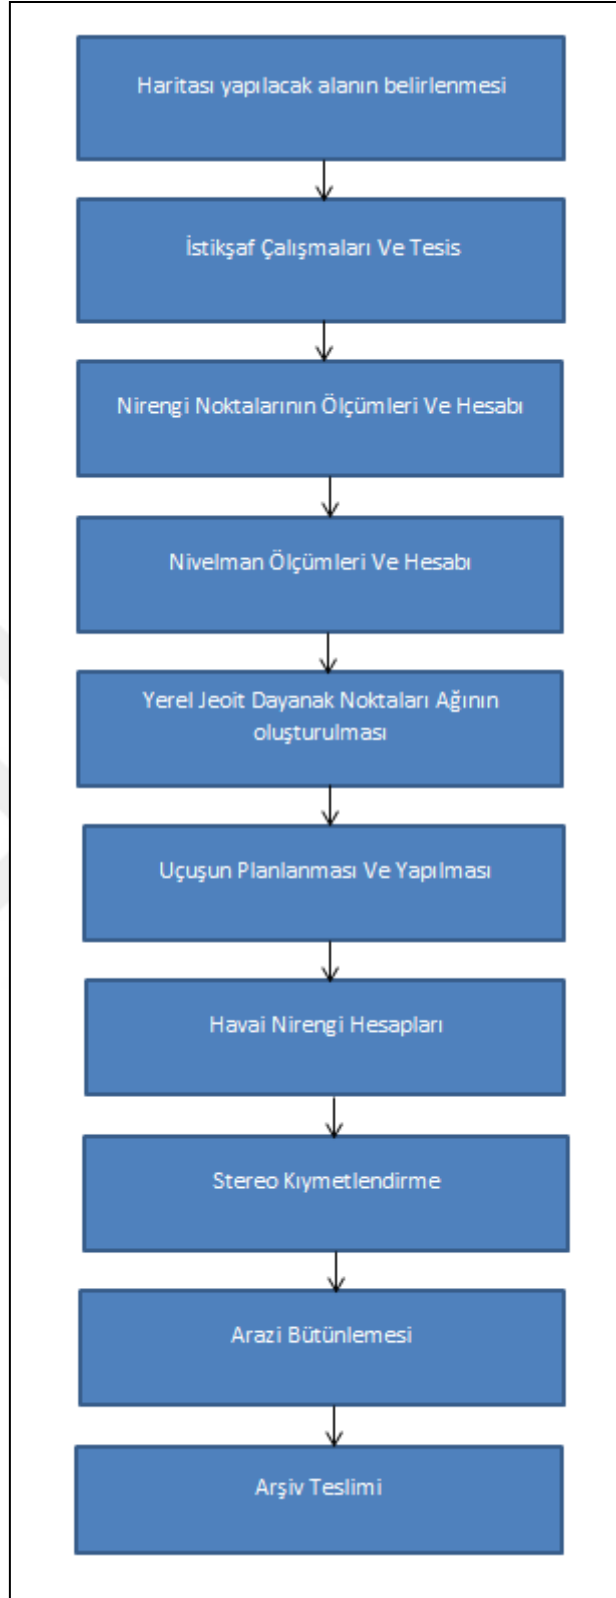 Haritası yapılacak alanın belirlenmesi
İstikşaf Çalışmaları Ve Tesis
Nirengi Noktalarının Ölçümleri Ve Hesabı
Nivelman Ölçümleri Ve Hesabı
Yerel Jeoit Dayanak Noktaları Ağının
oluşturulması
Uçuşun Planlanması Ve Yapılması
Havai Nirengi Hesapları
Stereo Kıymetlendirme
Arazi Bütünlemesi
Arşiv Teslimi